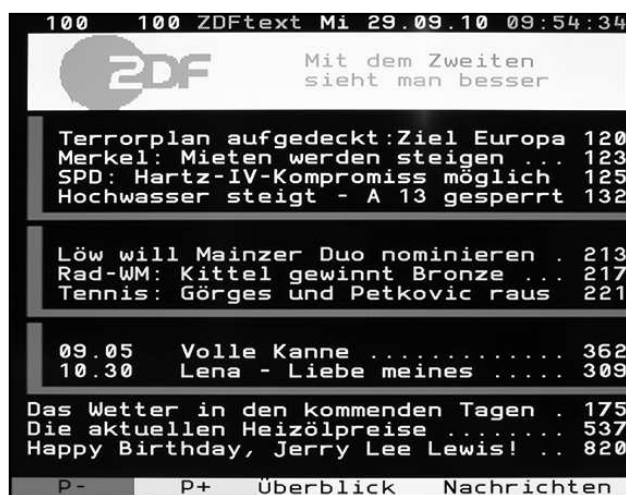 100 100 ZDFtext Mi 29.09.10 09:54:34
ZDF
Mit dem Zweiten
sieht man besser
Terrorplan aufgedeckt:Ziel Europa 120
Merkel: Mieten werden steigen ... 123
SPD: Hartz-IV-Kompromiss möglich 125
Hochwasser steigt - A 13 gesperrt 132
Löw will Mainzer Duo nominieren . 213
Rad-WM: Kittel gewinnt Bronze ... 217
Tennis: Görges und Petkovic raus 221
09.05 Volle Kanne .............. 362
10.30 Lena - Liebe meines ..... 309
Das Wetter in den kommenden Tagen . 175
Die aktuellen Heizölpreise ........ 537
Happy Birthday, Jerry Lee Lewis! .. 820
P- P+ Überblick Nachrichten